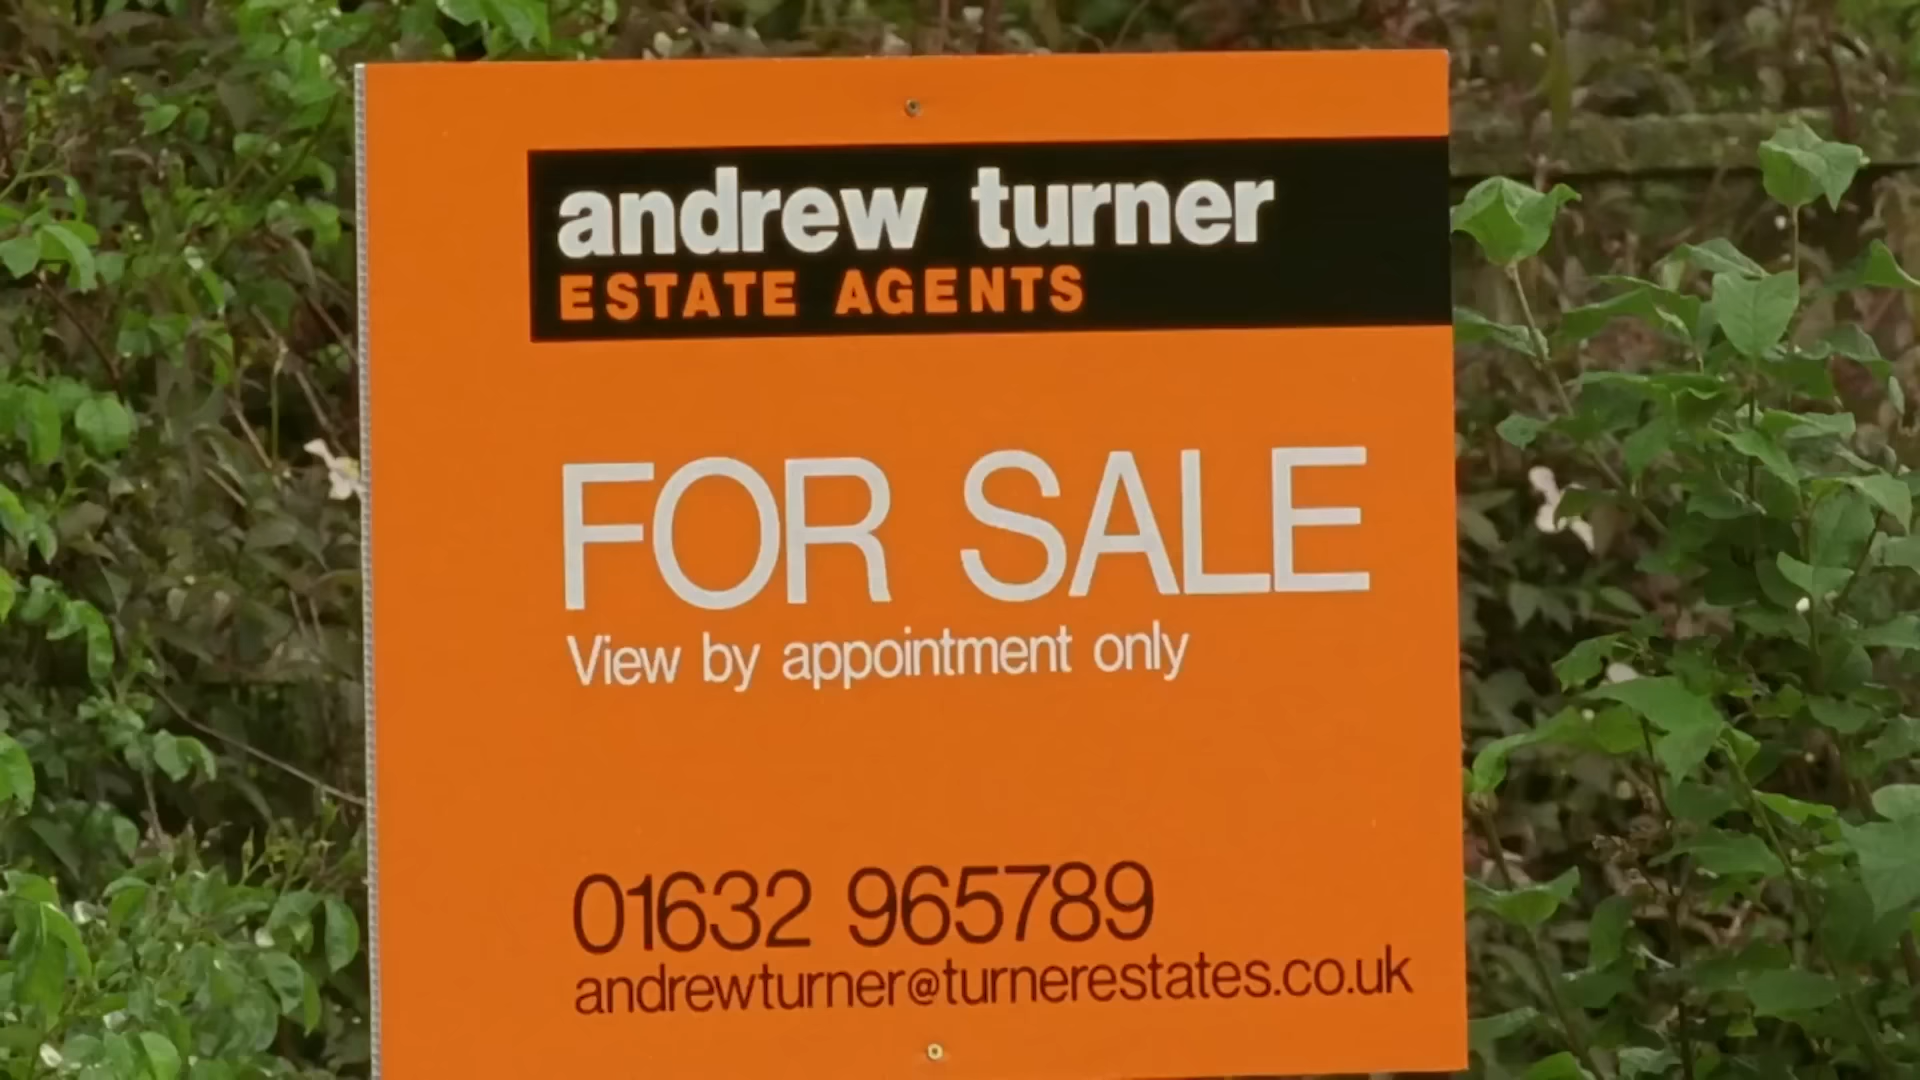 andrew turner
ESTATE AGENTS
FOR SALE
View by appointment only
01632 965789
andrewturner@turnerestates.co.uk